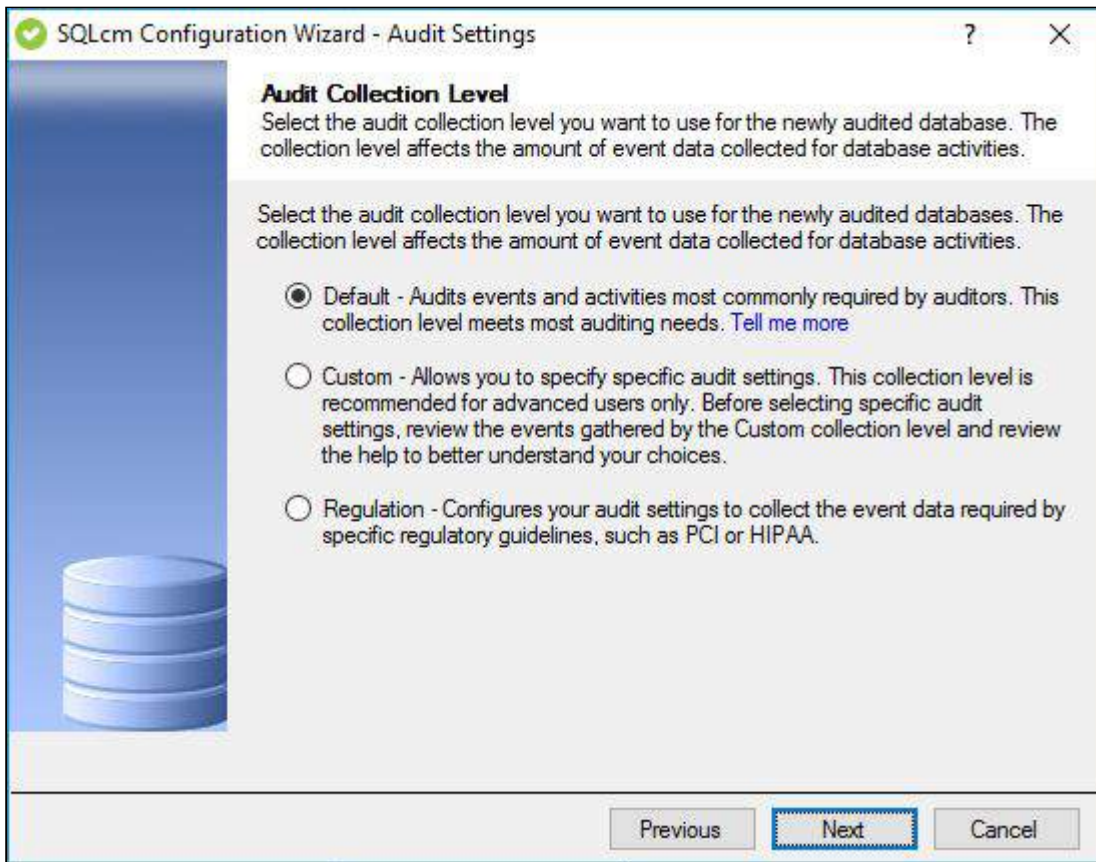 SQLcm Configuration Wizard - Audit Settings
?
Audit Collection Level
Select the audit collection level you want to use for the newly audited database. The
collection level affects the amount of event data collected for database activities.
Select the audit collection level you want to use for the newly audited databases. The
collection level affects the amount of event data collected for database activities.
Default - Audits events and activities most commonly required by auditors. This
collection level meets most auditing needs. Tell me more
Custom - Allows you to specify specific audit settings. This collection level is
recommended for advanced users only. Before selecting specific audit
settings, review the events gathered by the Custom collection level and review
the help to better understand your choices.
Regulation - Configures your audit settings to collect the event data required by
specific regulatory guidelines, such as PCI or HIPAA.
Previous
Next
Cancel